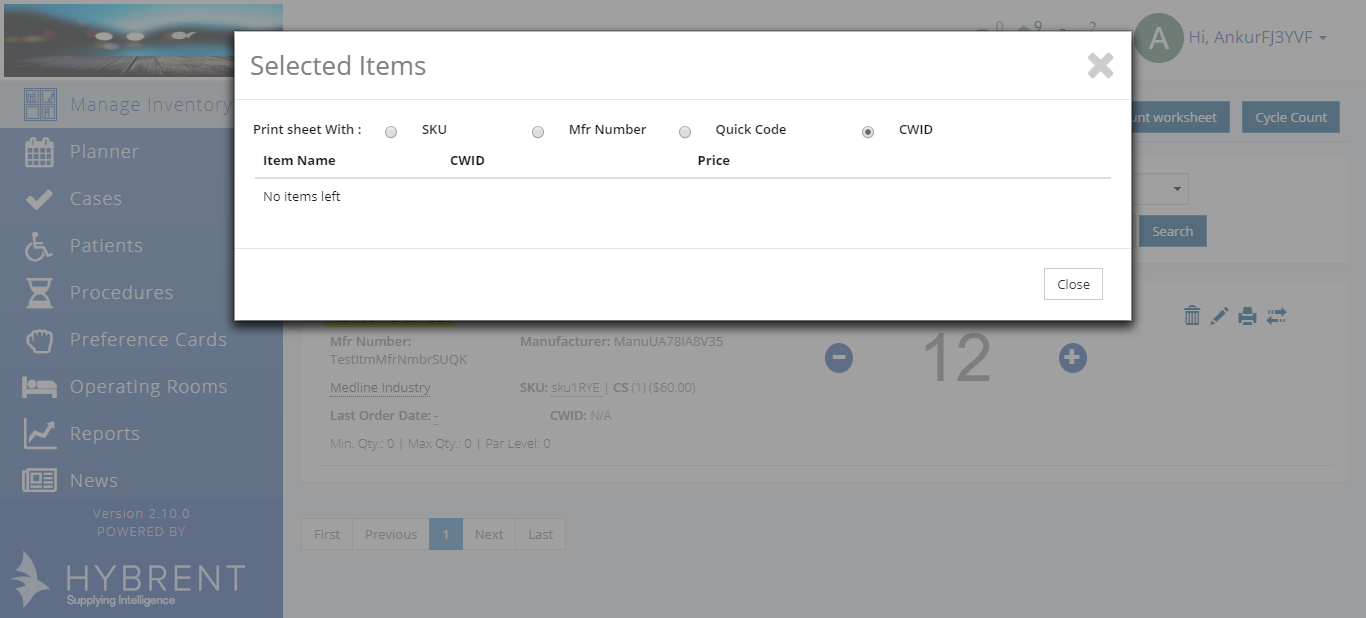 0 9 2
A Hi, AnkurFJ3YVF
Selected Items
Manage Inventory
Planner
Cases
Patients
Procedures
Preference Cards
Operating Rooms
Reports
News
Version 2.10.0
POWERED BY
HYBRENT
Supplying Intelligence
Print sheet With : SKU Mfr Number Quick Code CWID
Item Name CWID Price
No items left
Close
worksheet Cycle Count
Search
Mfr Number: Manufacturer: ManuUA78IA8V35
TestItmMfrNmbrSUQK
12
Medline Industry SKU: sku1RYE | CS (1) ($60.00)
Last Order Date: - CWID: N/A
Min. Qty.: 0 | Max Qty.: 0 | Par Level: 0
First Previous 1 Next Last